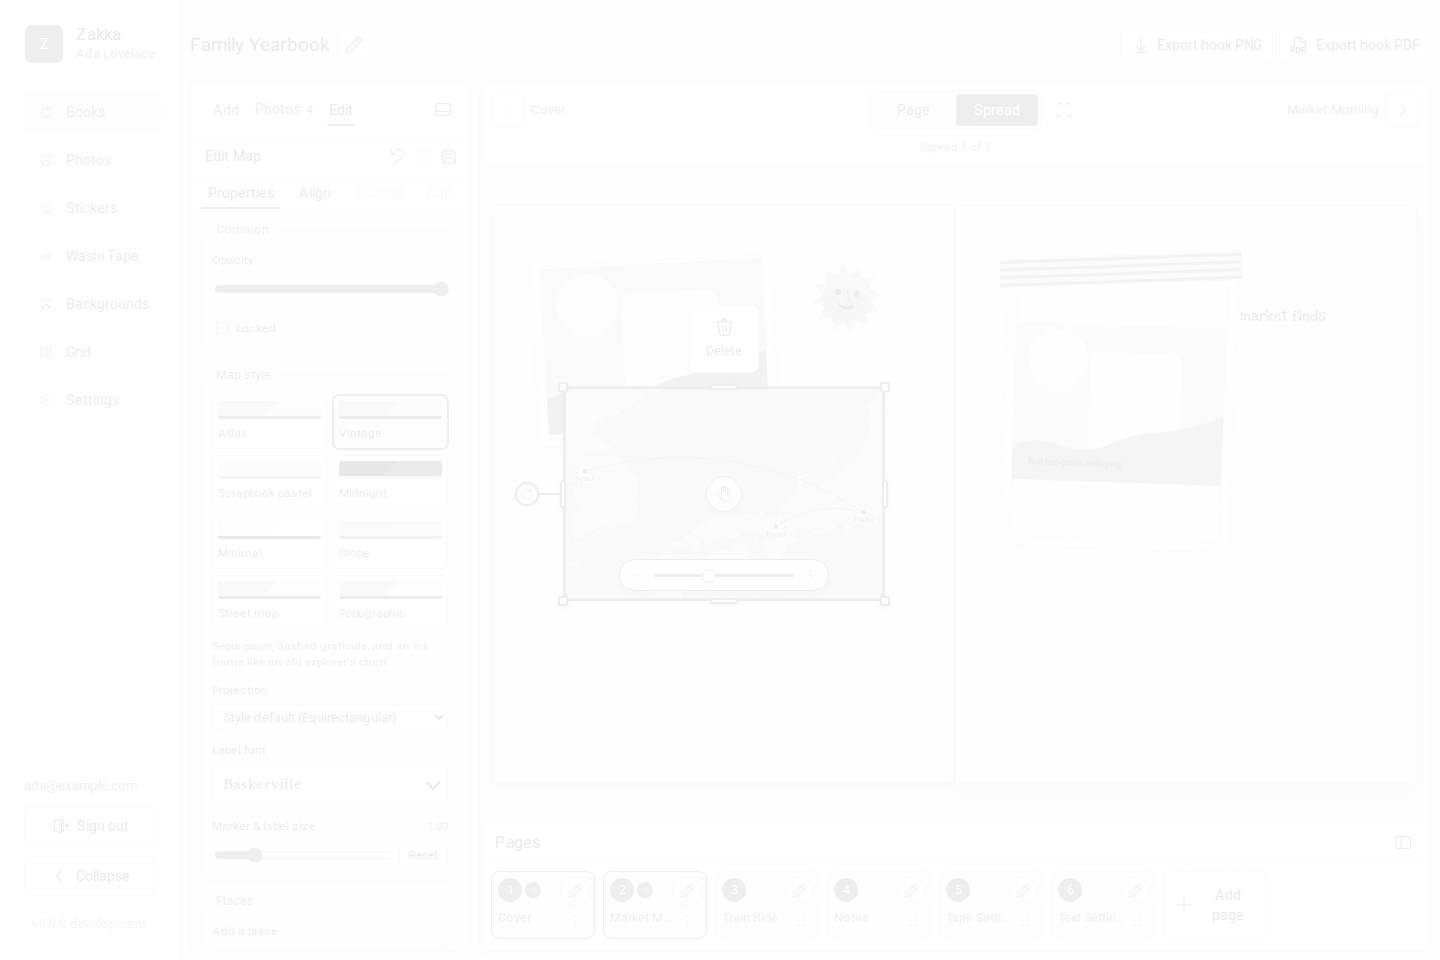 Z
Zakka
Ada Lovelace
Books
Photos
Stickers
Washi Tape
Backgrounds
Grid
Settings
ada@example.com
Sign out
Collapse
v0.0.0-development
Family Yearbook
Export book PNG
Export book PDF
Add
Photos 4
Edit
Edit Map
Properties
Align
Spread
Grid
Common
Opacity
Locked
Map style
Atlas
Vintage
Scrapbook pastel
Midnight
Minimal
Globe
Street map
Topographic
Sepia paper, dashed graticule, and an ink
frame like an old explorer's chart.
Projection
Style default (Equirectangular)
Label font
Baskerville
Marker & label size
1.00
Reset
Places
Add a place
Cover
Page
Spread
Market Morning
Spread 1 of 3
Delete
market finds
Pages
1
Cover
2
Market M...
3
Train Ride
4
Notes
5
Tape Setti...
6
Text Settin...
Add
page